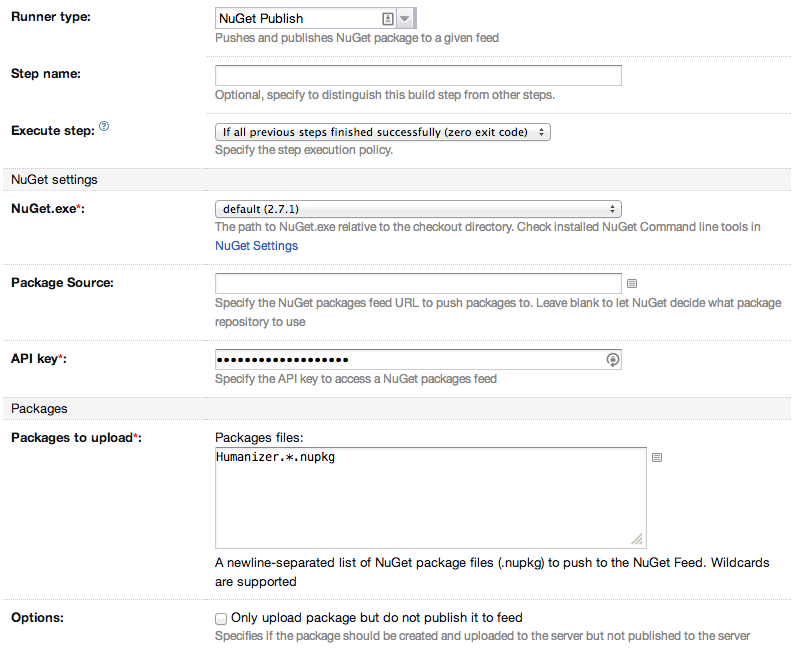 Runner type:
NuGet Publish
Pushes and publishes NuGet package to a given feed
Step name:
Optional, specify to distinguish this build step from other steps.
Execute step:
If all previous steps finished successfully (zero exit code)
Specify the step execution policy.
NuGet settings
NuGet.exe*:
default (2.7.1)
The path to NuGet.exe relative to the checkout directory. Check installed NuGet Command line tools in
NuGet Settings
Package Source:
Specify the NuGet packages feed URL to push packages to. Leave blank to let NuGet decide what package
repository to use
API key*:
•••••••••••••••••••
Specify the API key to access a NuGet packages feed
Packages
Packages to upload*:
Packages files:
Humanizer.*.nupkg
A newline-separated list of NuGet package files (.nupkg) to push to the NuGet Feed. Wildcards
are supported
Options:
Only upload package but do not publish it to feed
Specifies if the package should be created and uploaded to the server but not published to the server